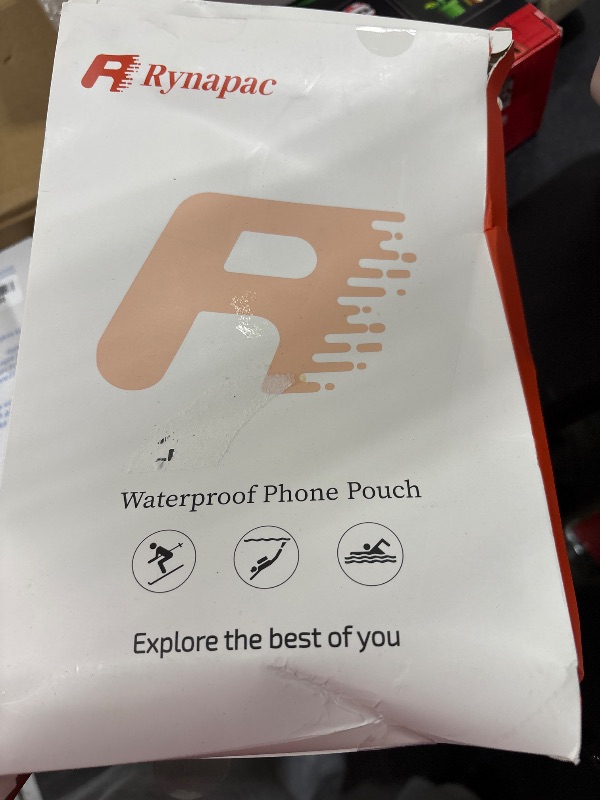 Rynapac
Waterproof Phone Pouch
Explore the best of you